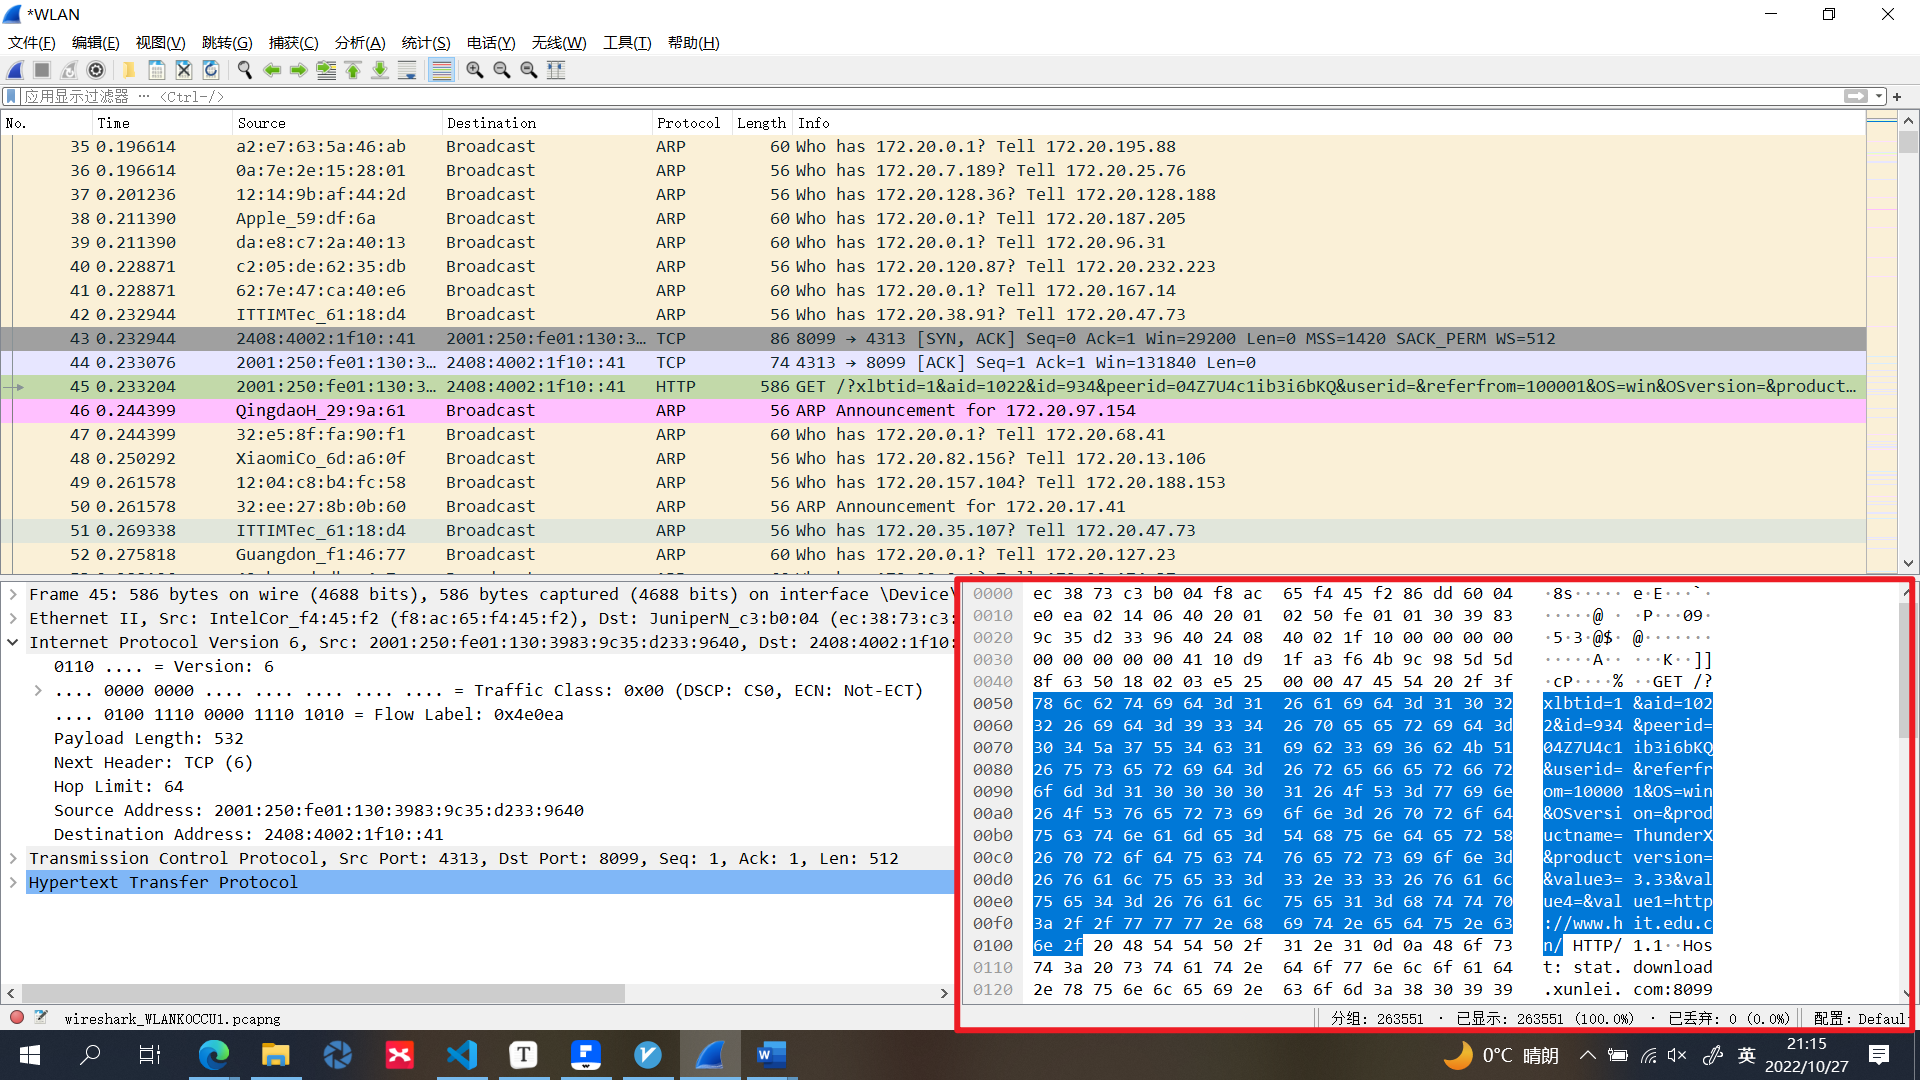 *WLAN
文件(F) 编辑(E) 视图(V) 跳转(G) 捕获(C) 分析(A) 统计(S) 电话(Y) 无线(W) 工具(T) 帮助(H)
应用显示过滤器 … <Ctrl-/>
No. Time Source Destination Protocol Length Info
35 0.196614 a2:e7:63:5a:46:ab Broadcast ARP 60 Who has 172.20.0.1? Tell 172.20.195.88
36 0.196614 0a:7e:2e:15:28:01 Broadcast ARP 56 Who has 172.20.7.189? Tell 172.20.25.76
37 0.201236 12:14:9b:af:44:2d Broadcast ARP 56 Who has 172.20.128.36? Tell 172.20.128.188
38 0.211390 Apple_59:df:6a Broadcast ARP 60 Who has 172.20.0.1? Tell 172.20.187.205
39 0.211390 da:e8:c7:2a:40:13 Broadcast ARP 60 Who has 172.20.0.1? Tell 172.20.96.31
40 0.228871 c2:05:de:62:35:db Broadcast ARP 56 Who has 172.20.120.87? Tell 172.20.232.223
41 0.228871 62:7e:47:ca:40:e6 Broadcast ARP 60 Who has 172.20.0.1? Tell 172.20.167.14
42 0.232944 ITTIMTec_61:18:d4 Broadcast ARP 56 Who has 172.20.38.91? Tell 172.20.47.73
43 0.232944 2408:4002:1f10::41 2001:250:fe01:130:3… TCP 86 8099 → 4313 [SYN, ACK] Seq=0 Ack=1 Win=29200 Len=0 MSS=1420 SACK_PERM WS=512
44 0.233076 2001:250:fe01:130:3… 2408:4002:1f10::41 TCP 74 4313 → 8099 [ACK] Seq=1 Ack=1 Win=131840 Len=0
45 0.233204 2001:250:fe01:130:3… 2408:4002:1f10::41 HTTP 586 GET /?xlbtid=1&aid=1022&id=934&peerid=04Z7U4c1ib3i6bKQ&userid=&referfrom=100001&OS=win&OSversion=&product…
46 0.244399 QingdaoH_29:9a:61 Broadcast ARP 56 ARP Announcement for 172.20.97.154
47 0.244399 32:e5:8f:fa:90:f1 Broadcast ARP 60 Who has 172.20.0.1? Tell 172.20.68.41
48 0.250292 XiaomiCo_6d:a6:0f Broadcast ARP 56 Who has 172.20.82.156? Tell 172.20.13.106
49 0.261578 12:04:c8:b4:fc:58 Broadcast ARP 56 Who has 172.20.157.104? Tell 172.20.188.153
50 0.261578 32:ee:27:8b:0b:60 Broadcast ARP 56 ARP Announcement for 172.20.17.41
51 0.269338 ITTIMTec_61:18:d4 Broadcast ARP 56 Who has 172.20.35.107? Tell 172.20.47.73
52 0.275818 Guangdon_f1:46:77 Broadcast ARP 60 Who has 172.20.0.1? Tell 172.20.127.23
Frame 45: 586 bytes on wire (4688 bits), 586 bytes captured (4688 bits) on interface \Device\
Ethernet II, Src: IntelCor_f4:45:f2 (f8:ac:65:f4:45:f2), Dst: JuniperN_c3:b0:04 (ec:38:73:c3:
Internet Protocol Version 6, Src: 2001:250:fe01:130:3983:9c35:d233:9640, Dst: 2408:4002:1f10:
0110 .... = Version: 6
.... 0000 0000 .... .... .... .... .... = Traffic Class: 0x00 (DSCP: CS0, ECN: Not-ECT)
.... 0100 1110 0000 1110 1010 = Flow Label: 0x4e0ea
Payload Length: 532
Next Header: TCP (6)
Hop Limit: 64
Source Address: 2001:250:fe01:130:3983:9c35:d233:9640
Destination Address: 2408:4002:1f10::41
Transmission Control Protocol, Src Port: 4313, Dst Port: 8099, Seq: 1, Ack: 1, Len: 512
Hypertext Transfer Protocol
0000 ec 38 73 c3 b0 04 f8 ac 65 f4 45 f2 86 dd 60 04 ·8s····· e·E···`·
0010 e0 ea 02 14 06 40 20 01 02 50 fe 01 01 30 39 83 ·····@ · ·P···09·
0020 9c 35 d2 33 96 40 24 08 40 02 1f 10 00 00 00 00 ·5·3·@$· @·······
0030 00 00 00 00 00 41 10 d9 1f a3 f6 4b 9c 98 5d 5d ·····A·· ···K··]]
0040 8f 63 50 18 02 03 e5 25 00 00 47 45 54 20 2f 3f ·cP····% ··GET /?
0050 78 6c 62 74 69 64 3d 31 26 61 69 64 3d 31 30 32 xlbtid=1 &aid=102
0060 32 26 69 64 3d 39 33 34 26 70 65 65 72 69 64 3d 2&id=934 &peerid=
0070 30 34 5a 37 55 34 63 31 69 62 33 69 36 62 4b 51 04Z7U4c1 ib3i6bKQ
0080 26 75 73 65 72 69 64 3d 26 72 65 66 65 72 66 72 &userid= &referfr
0090 6f 6d 3d 31 30 30 30 30 31 26 4f 53 3d 77 69 6e om=10000 1&OS=win
00a0 26 4f 53 76 65 72 73 69 6f 6e 3d 26 70 72 6f 64 &OSversi on=&prod
00b0 75 63 74 6e 61 6d 65 3d 54 68 75 6e 64 65 72 58 uctname= ThunderX
00c0 26 70 72 6f 64 75 63 74 76 65 72 73 69 6f 6e 3d &product version=
00d0 26 76 61 6c 75 65 33 3d 33 2e 33 33 26 76 61 6c &value3= 3.33&val
00e0 75 65 34 3d 26 76 61 6c 75 65 31 3d 68 74 74 70 ue4=&val ue1=http
00f0 3a 2f 2f 77 77 77 2e 68 69 74 2e 65 64 75 2e 63 ://www.h it.edu.c
0100 6e 2f 20 48 54 54 50 2f 31 2e 31 0d 0a 48 6f 73 n/ HTTP/ 1.1··Hos
0110 74 3a 20 73 74 61 74 2e 64 6f 77 6e 6c 6f 61 64 t: stat. download
0120 2e 78 75 6e 6c 65 69 2e 63 6f 6d 3a 38 30 39 39 .xunlei. com:8099
wireshark_WLANK0CCU1.pcapng 分组: 263551 · 已显示: 263551 (100.0%) · 已丢弃: 0 (0.0%) 配置: Defaul
0°C 晴朗 英 21:15
2022/10/27